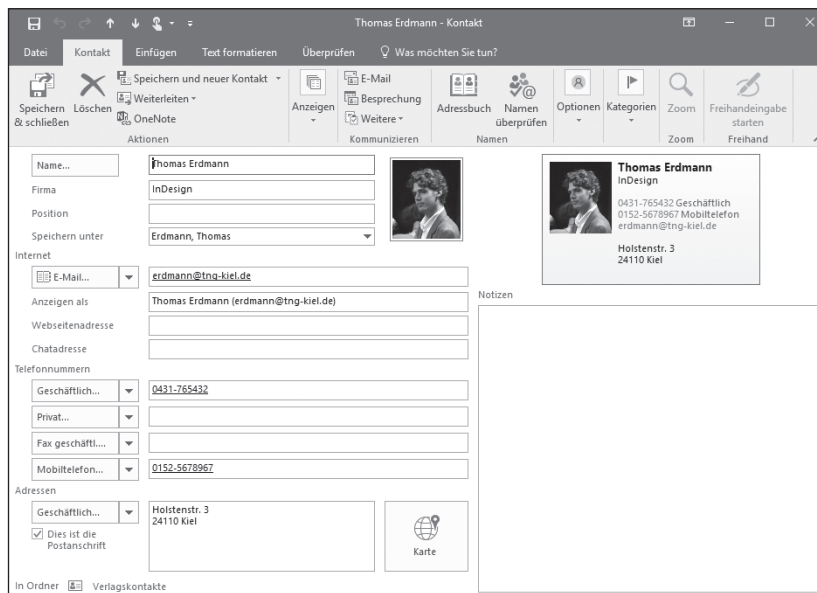 Thomas Erdmann - Kontakt
Datei Kontakt Einfügen Text formatieren Überprüfen Was möchten Sie tun?
Speichern & schließen
Löschen
Speichern und neuer Kontakt
Weiterleiten
OneNote
Aktionen
Anzeigen
E-Mail
Besprechung
Weitere
Kommunizieren
Adressbuch
Namen überprüfen
Namen
Optionen
Kategorien
Zoom
Zoom
Freihandeingabe starten
Freihand
Name... Thomas Erdmann
Firma InDesign
Position
Speichern unter Erdmann, Thomas
Internet
E-Mail... erdmann@tng-kiel.de
Anzeigen als Thomas Erdmann (erdmann@tng-kiel.de)
Webseitenadresse
Chatadresse
Telefonnummern
Geschäftlich... 0431-765432
Privat...
Fax geschäftl....
Mobiltelefon... 0152-5678967
Adressen
Geschäftlich... Holstenstr. 3
24110 Kiel
Dies ist die
Postanschrift
Karte
In Ordner Verlagskontakte
Thomas Erdmann
InDesign
0431-765432 Geschäftlich
0152-5678967 Mobiltelefon
erdmann@tng-kiel.de
Holstenstr. 3
24110 Kiel
Notizen